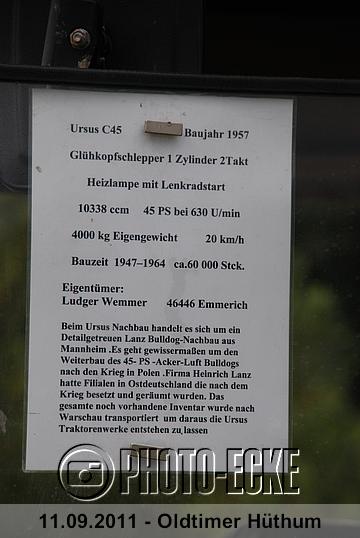 Ursus C45 Baujahr 1957
Glühkopfschlepper 1 Zylinder 2Takt
Heizlampe mit Lenkradstart
10338 ccm 45 PS bei 630 U/min
4000 kg Eigengewicht 20 km/h
Bauzeit 1947–1964 ca.60 000 Stck.
Eigentümer:
Ludger Wemmer 46446 Emmerich
Beim Ursus Nachbau handelt es sich um ein
Detailgetreuen Lanz Bulldog-Nachbau aus
Mannheim .Es geht gewissermaßen um den
Weiterbau des 45- PS -Acker-Luft Bulldogs
nach den Krieg in Polen .Firma Heinrich Lanz
hatte Filialen in Ostdeutschland die nach dem
Krieg besetzt und geräumt wurden. Das
gesamte noch vorhandene Inventar wurde nach
Warschau transportiert um daraus die Ursus
Traktorenwerke entstehen zu lassen
PHOTO-ECKE
11.09.2011 - Oldtimer Hüthum